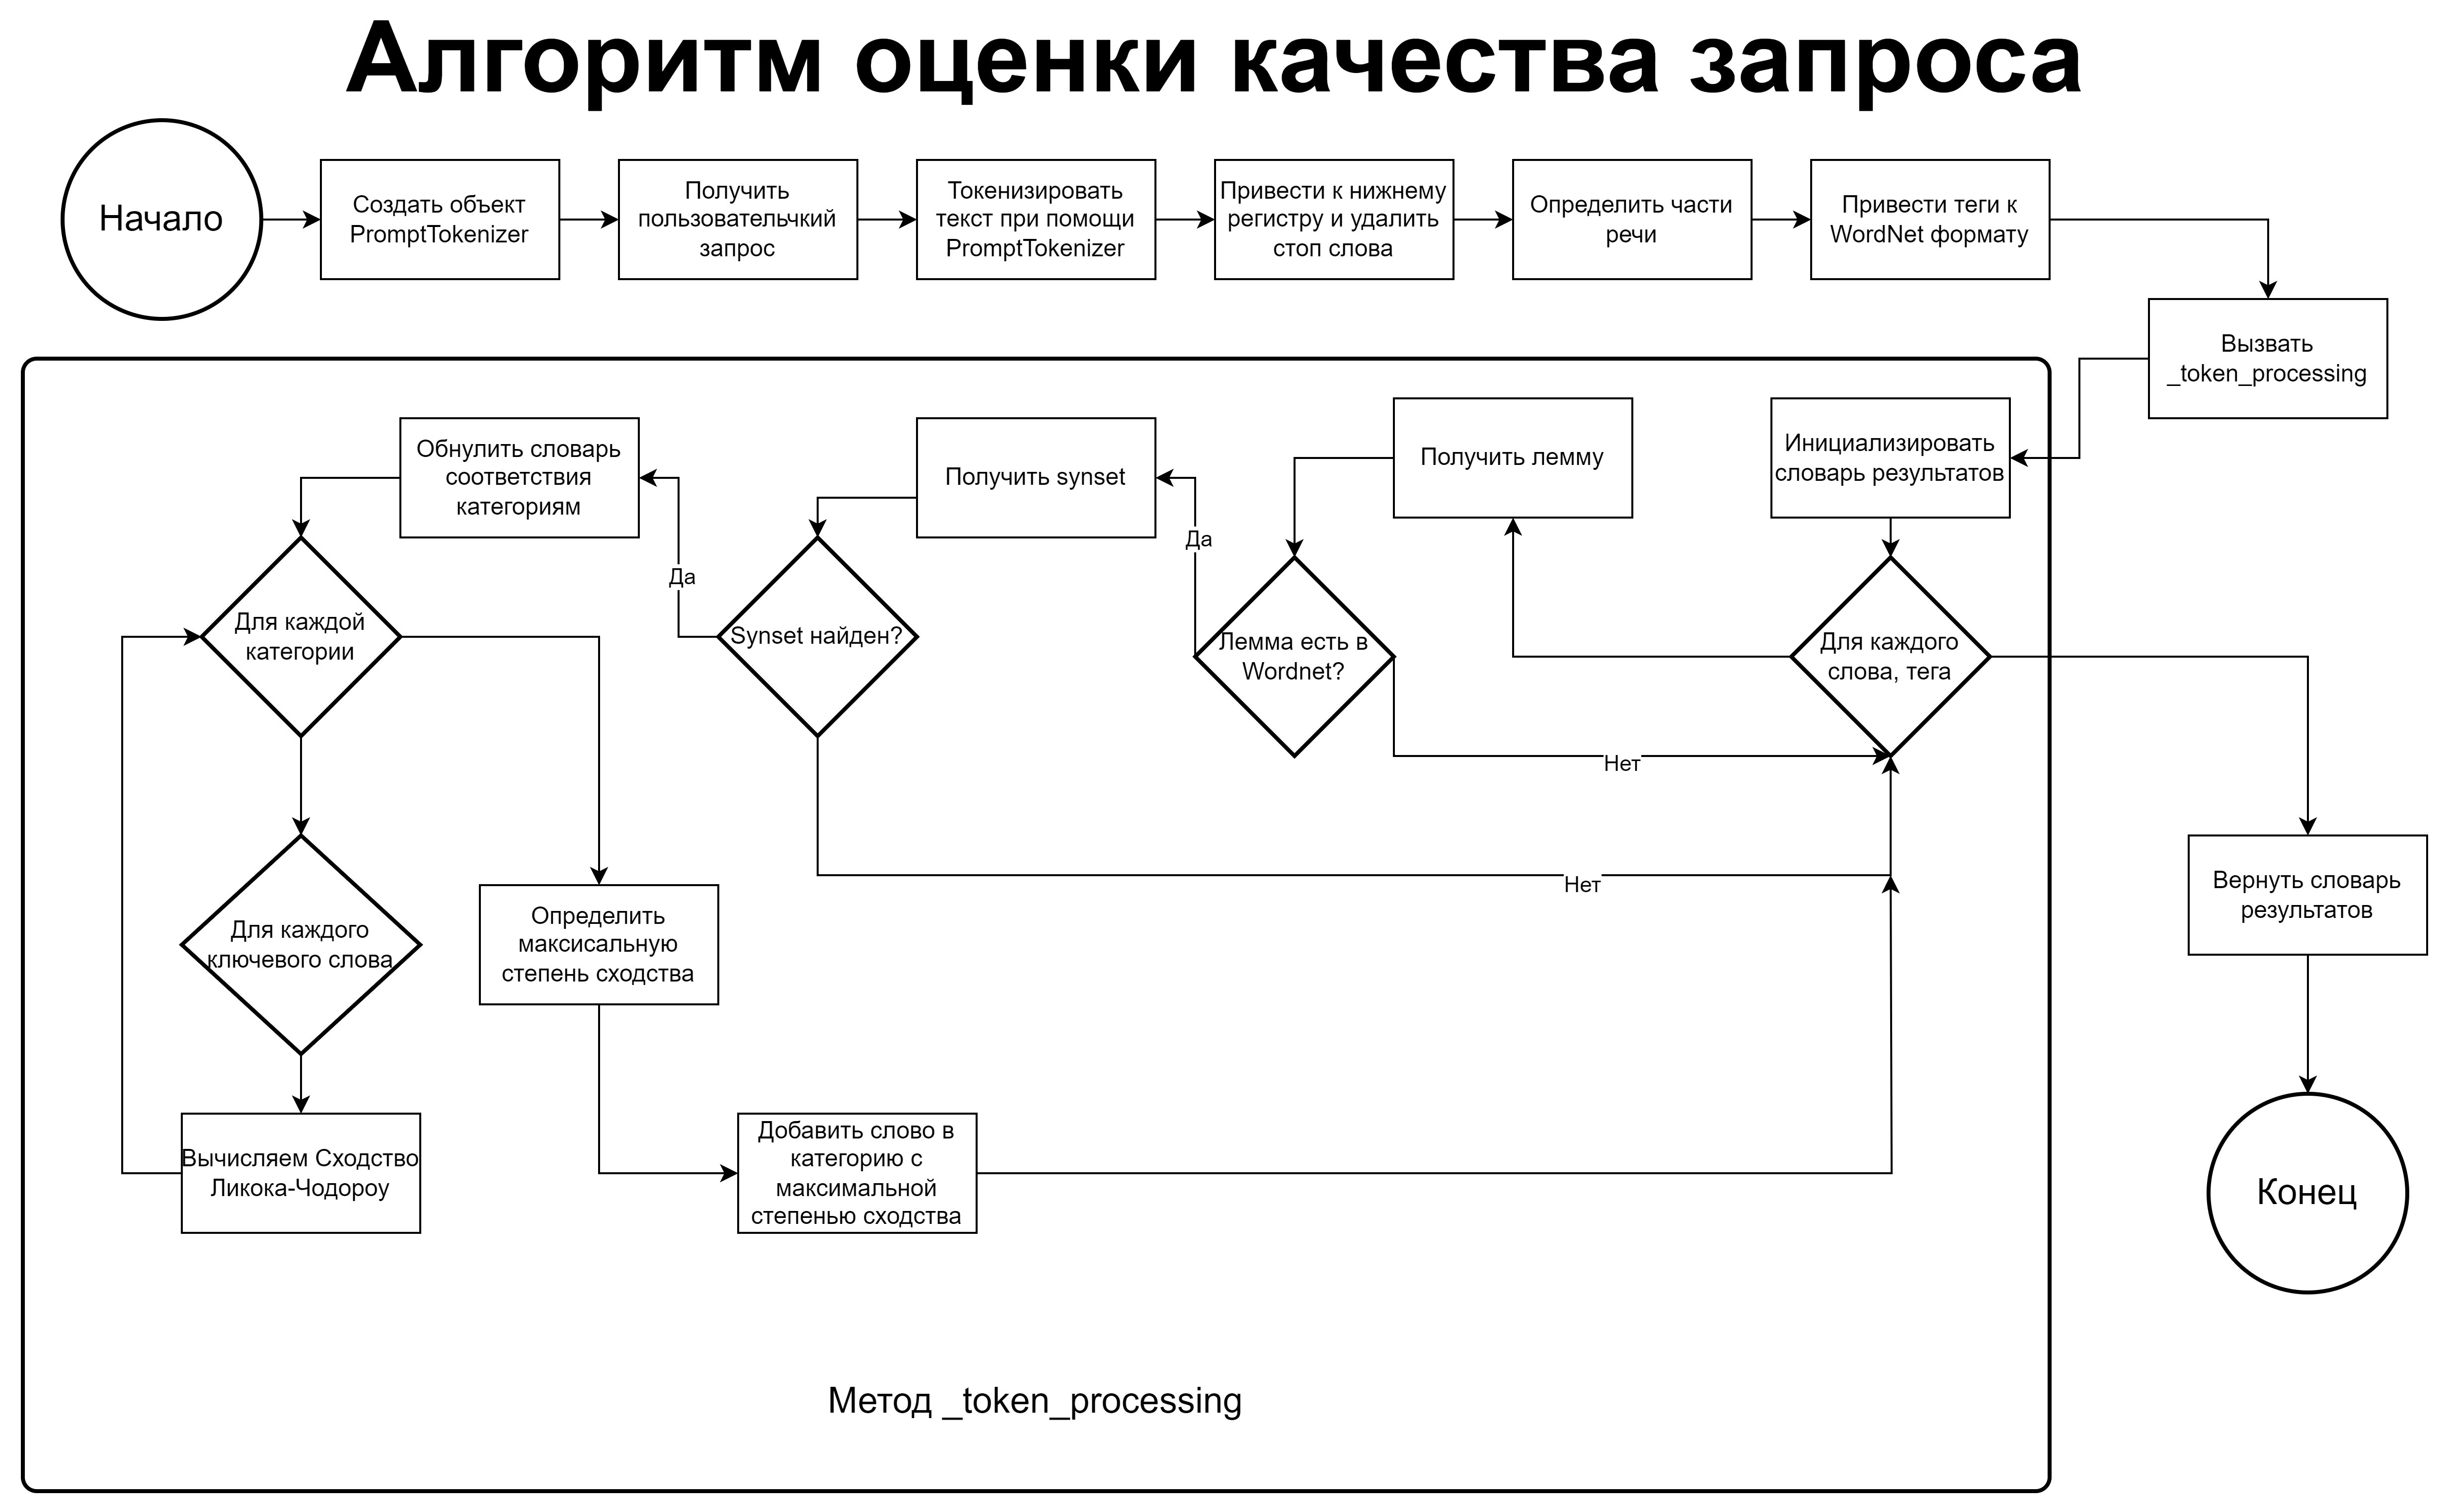 Алгоритм оценки качества запроса
Начало
Создать объект
PromptTokenizer
Получить
пользовательчкий
запрос
Токенизировать
текст при помощи
PromptTokenizer
Привести к нижнему
регистру и удалить
стоп слова
Определить части
речи
Привести теги к
WordNet формату
Вызвать
_token_processing
Инициализировать
словарь результатов
Для каждого
слова, тега
Получить лемму
Лемма есть в
Wordnet?
Да
Нет
Получить synset
Synset найден?
Да
Нет
Обнулить словарь
соответствия
категориям
Для каждой
категории
Для каждого
ключевого слова
Вычисляем Сходство
Ликока-Чодороу
Определить
максисальную
степень сходства
Добавить слово в
категорию с
максимальной
степенью сходства
Вернуть словарь
результатов
Конец
Метод _token_processing